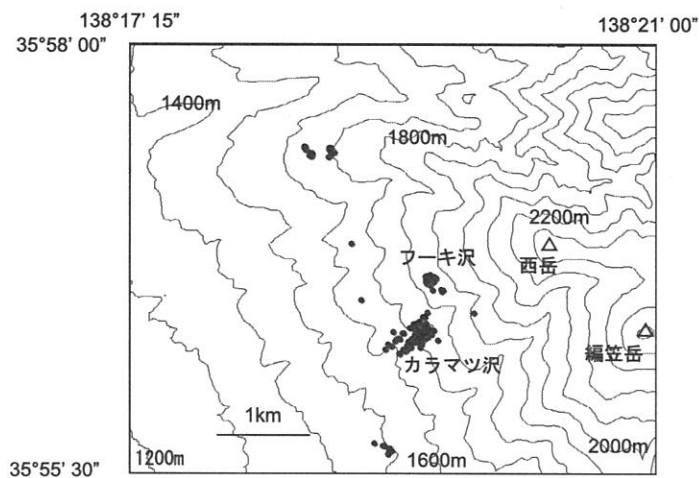 138°17’ 15”
138°21’ 00”
35°58’ 00”
1400m
1800m
2200m
フーキ沢
西岳
編笠岳
カラマツ沢
1km
1200m
1600m
2000m
35°55’ 30”